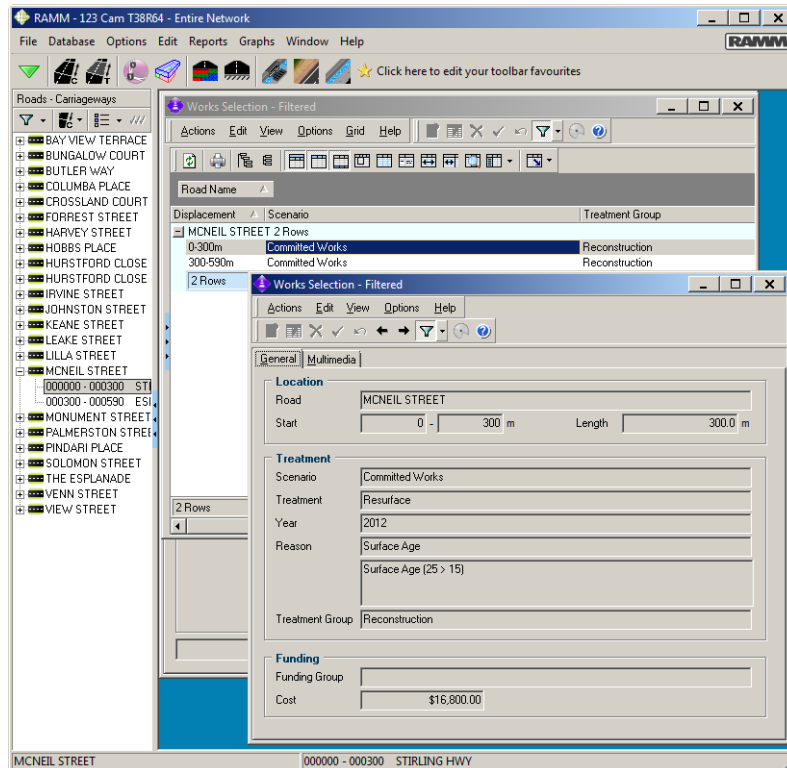 RAMM - 123 Cam T38R64 - Entire Network
File Database Options Edit Reports Graphs Window Help
RAMM
Click here to edit your toolbar favourites
Roads - Carriageways
BAY VIEW TERRACE
BUNGALOW COURT
BUTLER WAY
COLUMBA PLACE
CROSSLAND COURT
FORREST STREET
HARVEY STREET
HOBBS PLACE
HURSTFORD CLOSE
HURSTFORD CLOSE
IRVINE STREET
JOHNSTON STREET
KEANE STREET
LEAKE STREET
LILLA STREET
MCNEIL STREET
000000 - 000300 STI
000300 - 000590 ESI
MONUMENT STREET
PALMERSTON STREE
PINDARI PLACE
SOLOMON STREET
THE ESPLANADE
VENN STREET
VIEW STREET
Works Selection - Filtered
Actions Edit View Options Grid Help
Road Name
Displacement Scenario Treatment Group
MCNEIL STREET 2 Rows
0-300m Committed Works Reconstruction
300-590m Committed Works Reconstruction
2 Rows
2 Rows
Works Selection - Filtered
Actions Edit View Options Help
General Multimedia
Location
Road MCNEIL STREET
Start 0 - 300 m Length 300.0 m
Treatment
Scenario Committed Works
Treatment Resurface
Year 2012
Reason Surface Age
Surface Age (25 > 15)
Treatment Group Reconstruction
Funding
Funding Group
Cost $16,800.00
MCNEIL STREET 000000 - 000300 STIRLING HWY